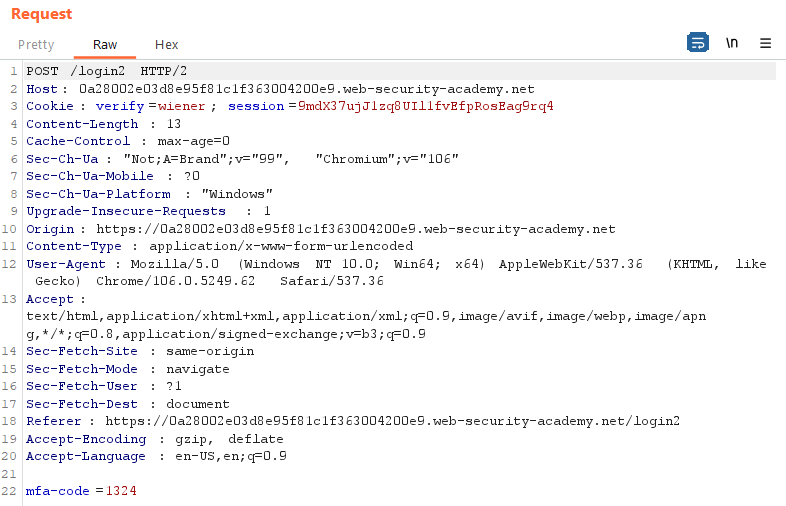 Request
Pretty Raw Hex \n
1 POST /login2 HTTP/2
2 Host: 0a28002e03d8e95f81c1f363004200e9.web-security-academy.net
3 Cookie: verify=wiener; session=9mdX37ujJ1zq8UIl1fvEfpRosEag9rq4
4 Content-Length: 13
5 Cache-Control: max-age=0
6 Sec-Ch-Ua: "Not;A=Brand";v="99", "Chromium";v="106"
7 Sec-Ch-Ua-Mobile: ?0
8 Sec-Ch-Ua-Platform: "Windows"
9 Upgrade-Insecure-Requests: 1
10 Origin: https://0a28002e03d8e95f81c1f363004200e9.web-security-academy.net
11 Content-Type: application/x-www-form-urlencoded
12 User-Agent: Mozilla/5.0 (Windows NT 10.0; Win64; x64) AppleWebKit/537.36 (KHTML, like
Gecko) Chrome/106.0.5249.62 Safari/537.36
13 Accept:
text/html,application/xhtml+xml,application/xml;q=0.9,image/avif,image/webp,image/apn
g,*/*;q=0.8,application/signed-exchange;v=b3;q=0.9
14 Sec-Fetch-Site: same-origin
15 Sec-Fetch-Mode: navigate
16 Sec-Fetch-User: ?1
17 Sec-Fetch-Dest: document
18 Referer: https://0a28002e03d8e95f81c1f363004200e9.web-security-academy.net/login2
19 Accept-Encoding: gzip, deflate
20 Accept-Language: en-US,en;q=0.9
21
22 mfa-code=1324